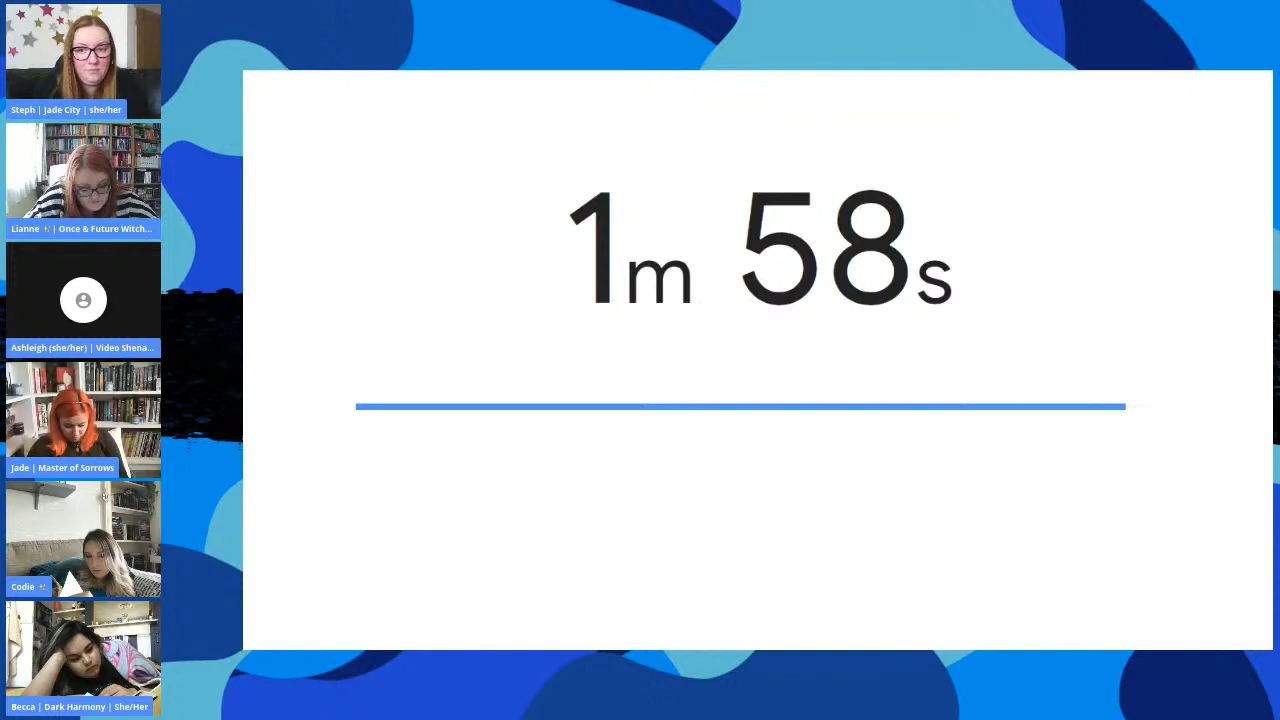 Steph | Jade City | she/her
Lianne ✨ | Once & Future Witch...
Ashleigh (she/her) | Video Shena...
Jade | Master of Sorrows
Codie ✨
Becca | Dark Harmony | She/Her
1m 58s